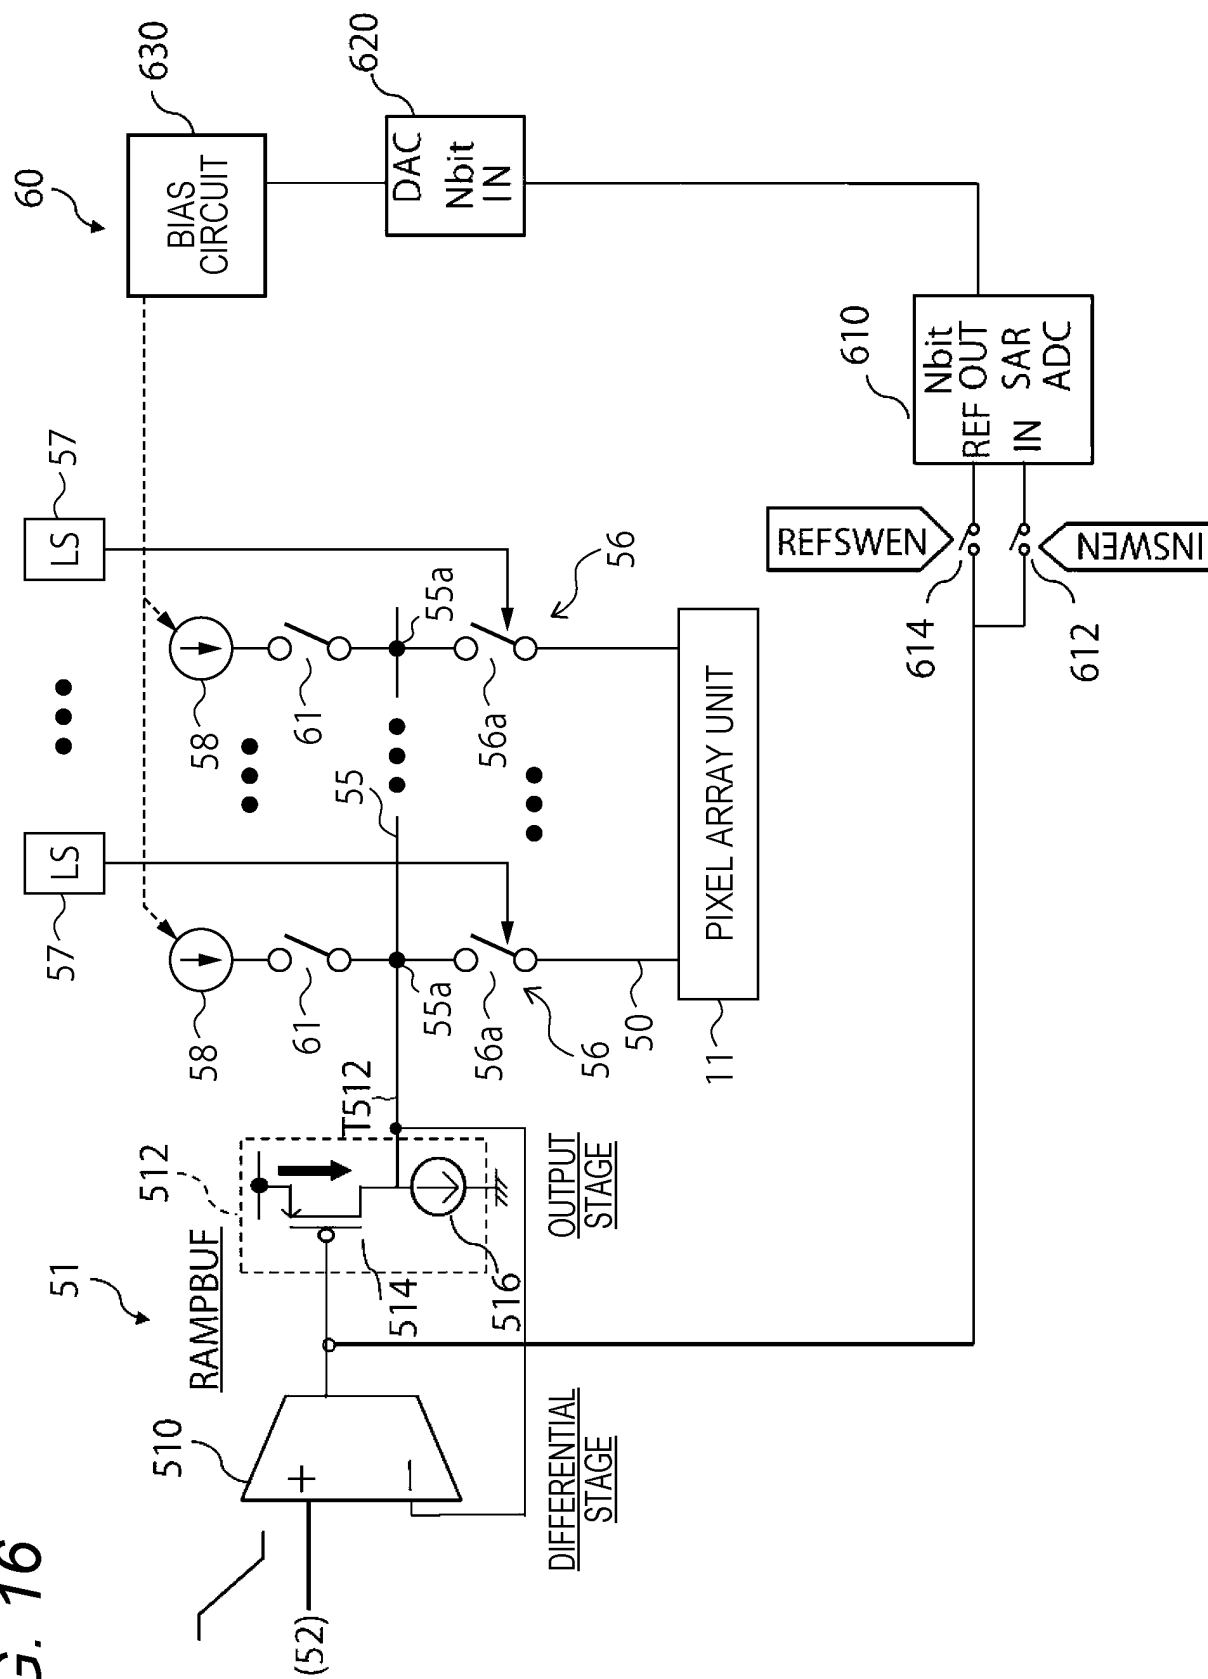 G. 16
51
RAMPBUF
510
(52)
DIFFERENTIAL
STAGE
512
514
516
T512
OUTPUT
STAGE
57
LS
58
61
55a
56a
56
50
11
PIXEL ARRAY UNIT
55
57
LS
58
61
55a
56a
56
60
630
BIAS
CIRCUIT
620
DAC
Nbit
IN
610
Nbit
REF OUT
IN SAR
ADC
REFSWEN
614
INSWEN
612